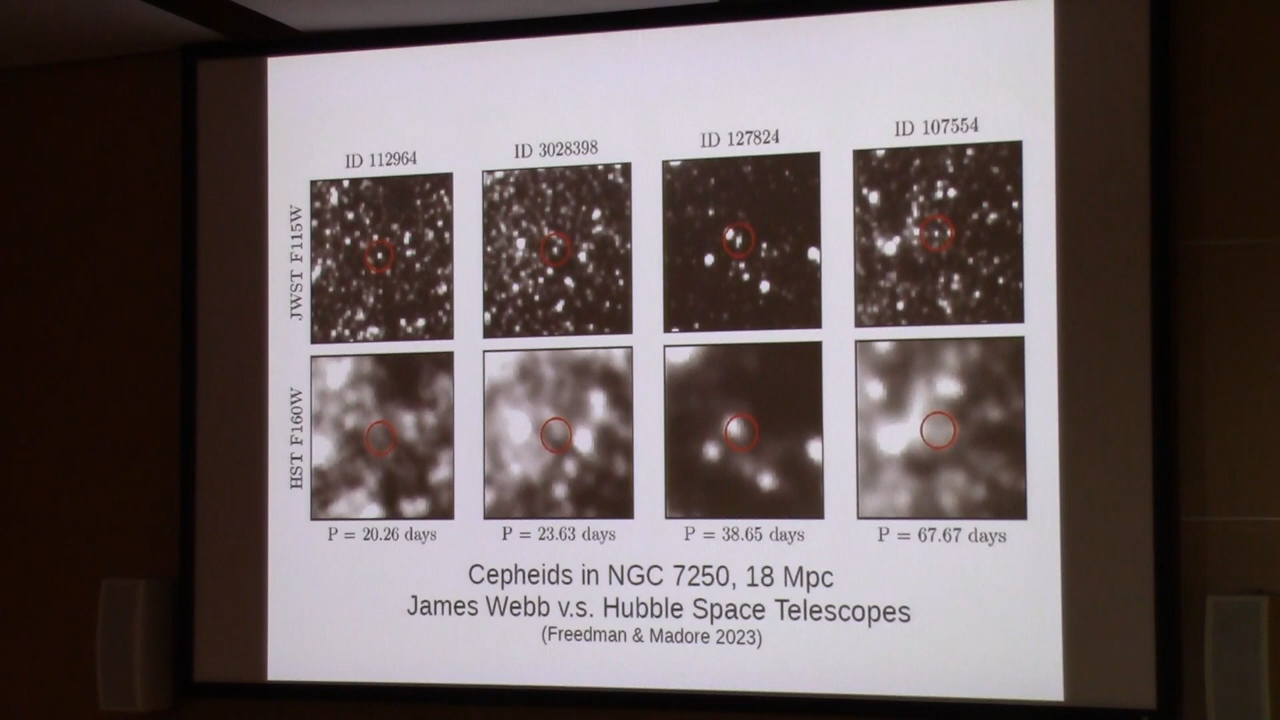 ID 112964
ID 3028398
ID 127824
ID 107554
JWST F115W
HST F160W
P = 20.26 days
P = 23.63 days
P = 38.65 days
P = 67.67 days
Cepheids in NGC 7250, 18 Mpc
James Webb v.s. Hubble Space Telescopes
(Freedman & Madore 2023)